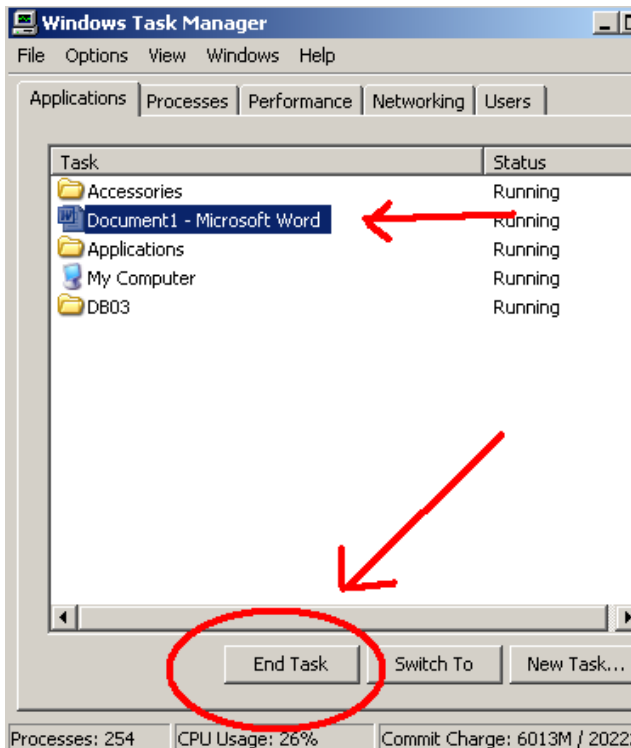 Windows Task Manager
File Options View Windows Help
Applications Processes Performance Networking Users
Task Status
Accessories Running
Document1 - Microsoft Word Running
Applications Running
My Computer Running
DB03 Running
End Task Switch To New Task...
Processes: 254 CPU Usage: 26% Commit Charge: 6013M / 2022